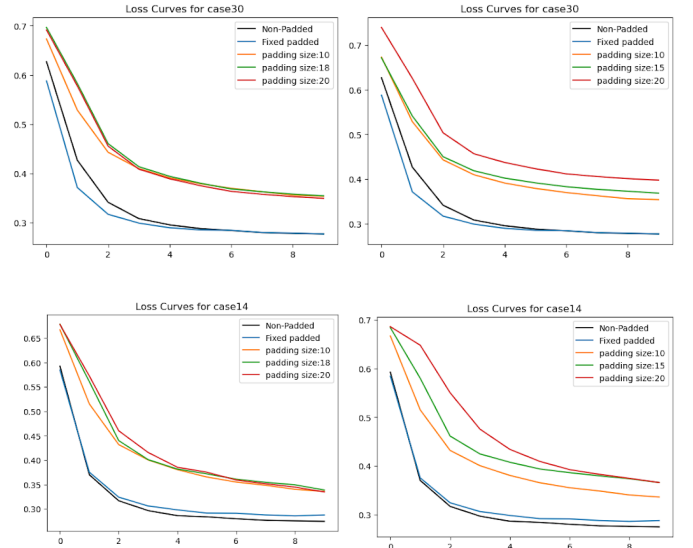 Loss Curves for case30
Non-Padded
Fixed padded
padding size:10
padding size:18
padding size:20
0.7
0.6
0.5
0.4
0.3
0 2 4 6 8
Loss Curves for case30
Non-Padded
Fixed padded
padding size:10
padding size:15
padding size:20
0.7
0.6
0.5
0.4
0.3
0 2 4 6 8
Loss Curves for case14
Non-Padded
Fixed padded
padding size:10
padding size:18
padding size:20
0.65
0.60
0.55
0.50
0.45
0.40
0.35
0.30
0 2 4 6 8
Loss Curves for case14
Non-Padded
Fixed padded
padding size:10
padding size:15
padding size:20
0.7
0.6
0.5
0.4
0.3
0 2 4 6 8